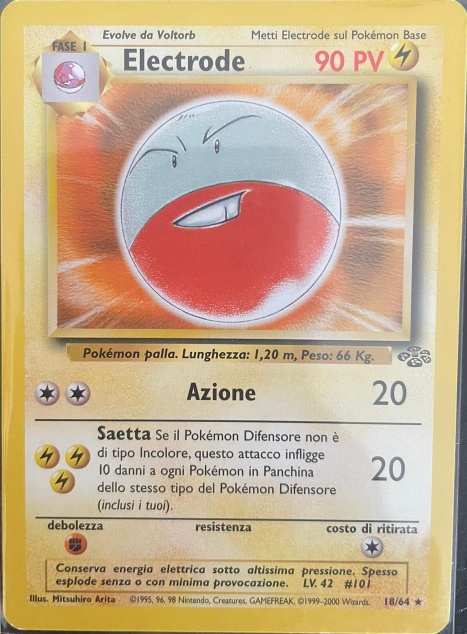 Evolve da Voltorb
Metti Electrode sul Pokémon Base
FASE 1
Electrode
90 PV
Pokémon palla. Lunghezza: 1,20 m, Peso: 66 Kg.
Azione 20
Saetta Se il Pokémon Difensore non è
di tipo Incolore, questo attacco infligge
10 danni a ogni Pokémon in Panchina
dello stesso tipo del Pokémon Difensore
(inclusi i tuoi).
20
debolezza resistenza costo di ritirata
Conserva energia elettrica sotto altissima pressione. Spesso
esplode senza o con minima provocazione. LV. 42 #101
Illus. Mitsuhiro Arita ©1995, 96, 98 Nintendo, Creatures, GAMEFREAK. ©1999-2000 Wizards. 18/64 ★